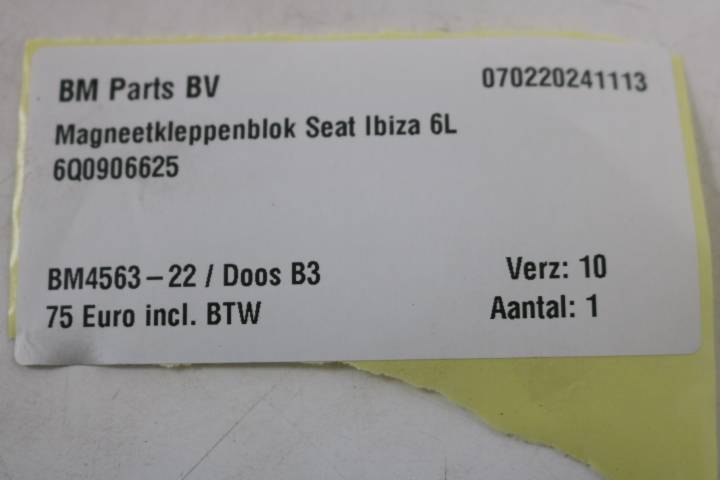 BM Parts BV 070220241113
Magneetkleppenblok Seat Ibiza 6L
6Q0906625
BM4563-22 / Doos B3 Verz: 10
75 Euro incl. BTW Aantal: 1